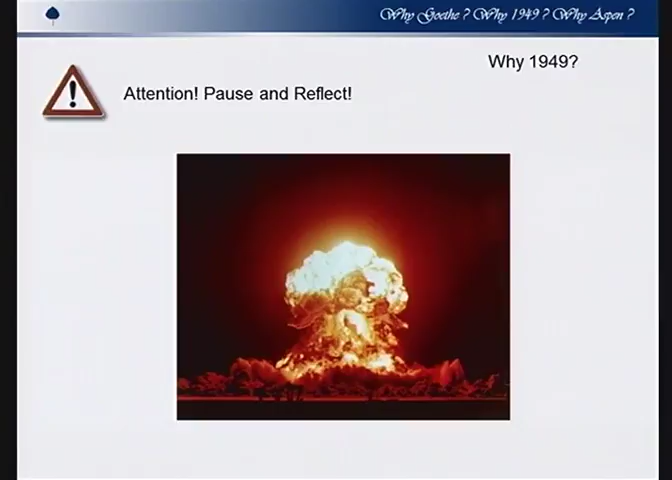 Why Goethe ? Why 1949 ? Why Aspen ?
Why 1949?
Attention! Pause and Reflect!